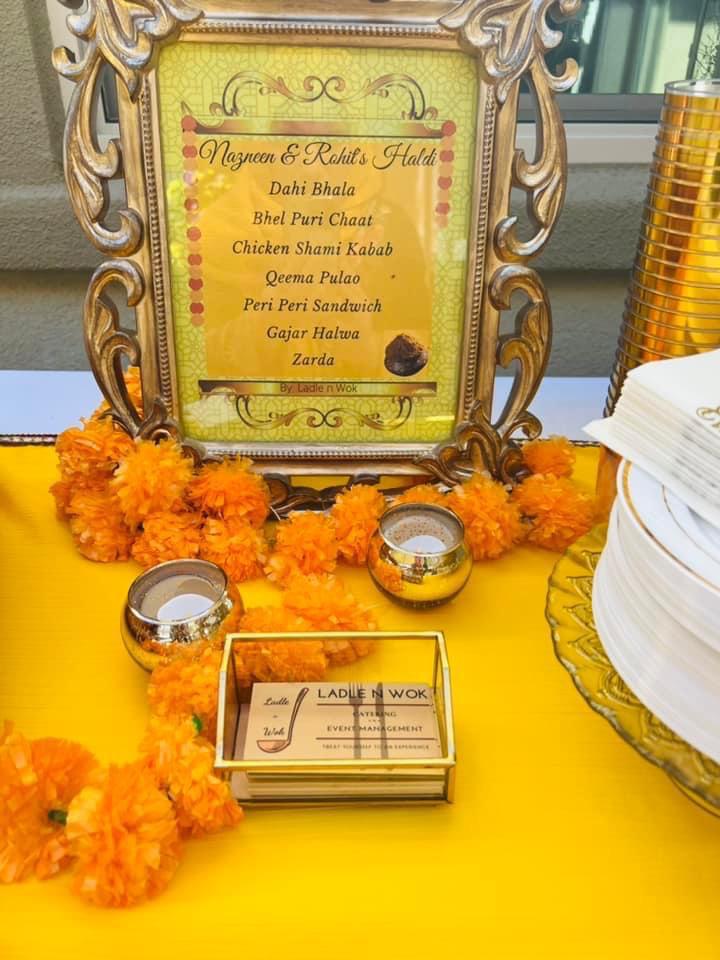 Nazneen & Rohit's Haldi
Dahi Bhala
Bhel Puri Chaat
Chicken Shami Kabab
Qeema Pulao
Peri Peri Sandwich
Gajar Halwa
Zarda
By Ladle n Wok
Ladle
n
Wok
LADLE N WOK
CATERING
EVENT MANAGEMENT
TREAT YOURSELF TO AN EXPERIENCE